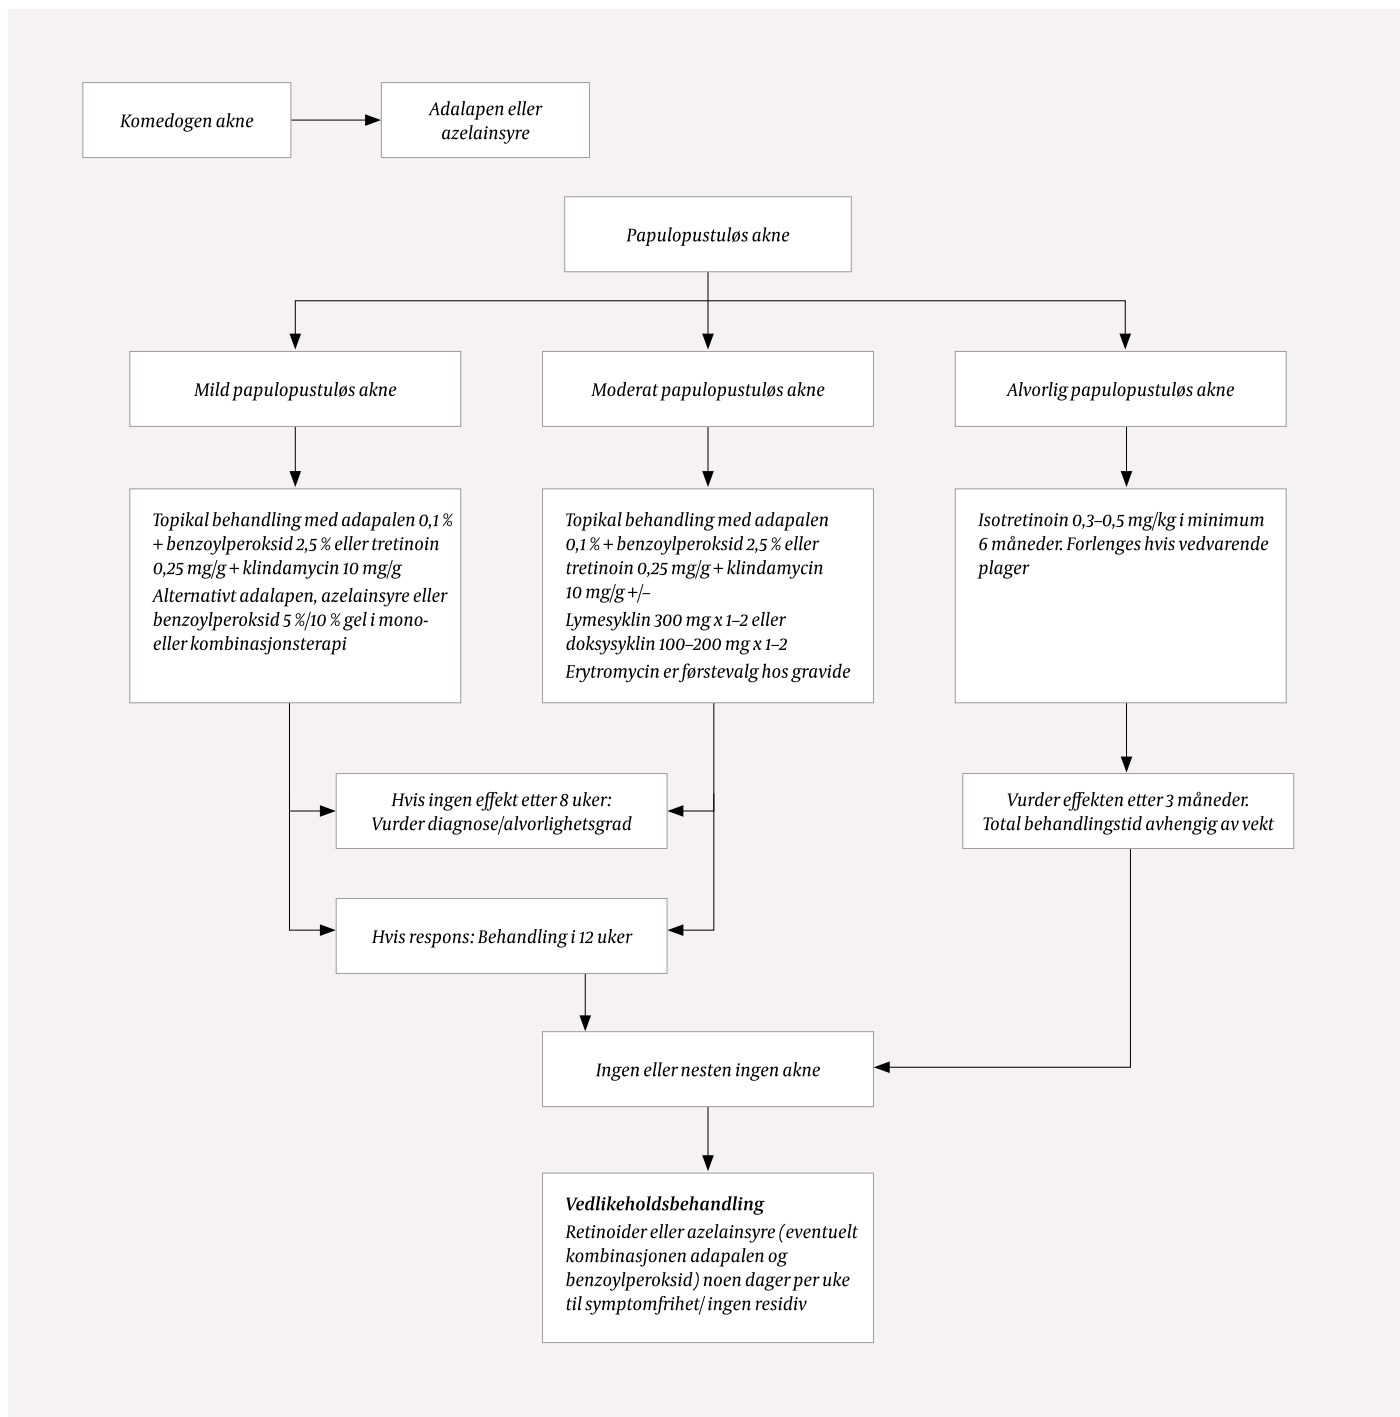 Komedogen akne
Adalapen eller
azelainsyre
Papulopustuløs akne
Mild papulopustuløs akne
Moderat papulopustuløs akne
Alvorlig papulopustuløs akne
Topikal behandling med adapalen 0,1 %
+ benzoylperoksid 2,5 % eller tretinoin
0,25 mg/g + klindamycin 10 mg/g
Alternativt adalapen, azelainsyre eller
benzoylperoksid 5 %/10 % gel i mono-
eller kombinasjonsterapi
Topikal behandling med adapalen
0,1 % + benzoylperoksid 2,5 % eller
tretinoin 0,25 mg/g + klindamycin
10 mg/g +/–
Lymesyklin 300 mg x 1–2 eller
doksysyklin 100–200 mg x 1–2
Erytromycin er førstevalg hos gravide
Isotretinoin 0,3–0,5 mg/kg i minimum
6 måneder. Forlenges hvis vedvarende
plager
Hvis ingen effekt etter 8 uker:
Vurder diagnose/alvorlighetsgrad
Vurder effekten etter 3 måneder.
Total behandlingstid avhengig av vekt
Hvis respons: Behandling i 12 uker
Ingen eller nesten ingen akne
Vedlikeholdsbehandling
Retinoider eller azelainsyre (eventuelt
kombinasjonen adapalen og
benzoylperoksid) noen dager per uke
til symptomfrihet/ ingen residiv